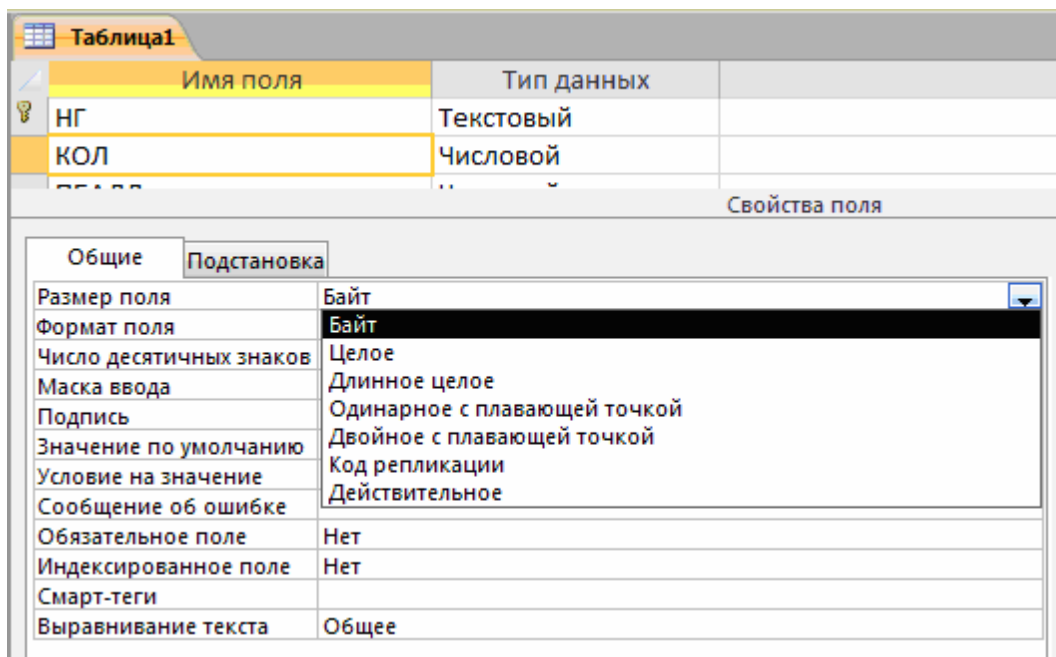 Таблица1
Имя поля Тип данных
НГ Текстовый
КОЛ Числовой
Свойства поля
Общие Подстановка
Размер поля Байт
Формат поля Байт
Число десятичных знаков Целое
Маска ввода Длинное целое
Подпись Одинарное с плавающей точкой
Значение по умолчанию Двойное с плавающей точкой
Условие на значение Код репликации
Сообщение об ошибке Действительное
Обязательное поле Нет
Индексированное поле Нет
Смарт-теги
Выравнивание текста Общее